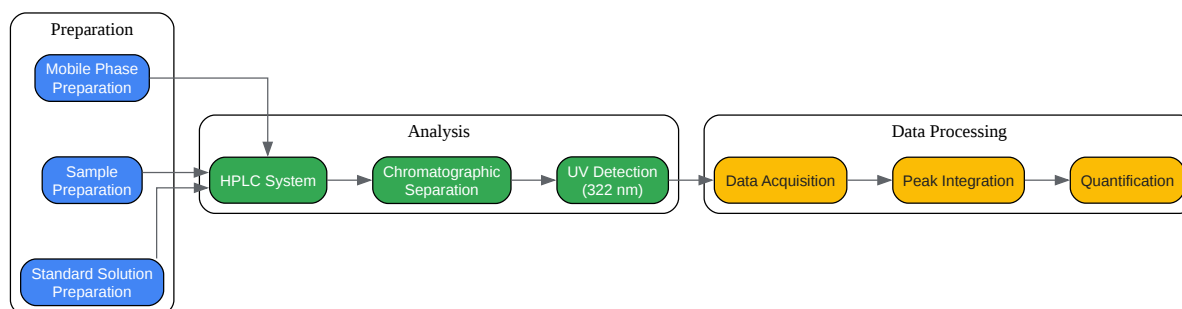 Preparation
Mobile Phase
Preparation
Sample
Preparation
Standard Solution
Preparation
Analysis
HPLC System
Chromatographic
Separation
UV Detection
(322 nm)
Data Processing
Data Acquisition
Peak Integration
Quantification